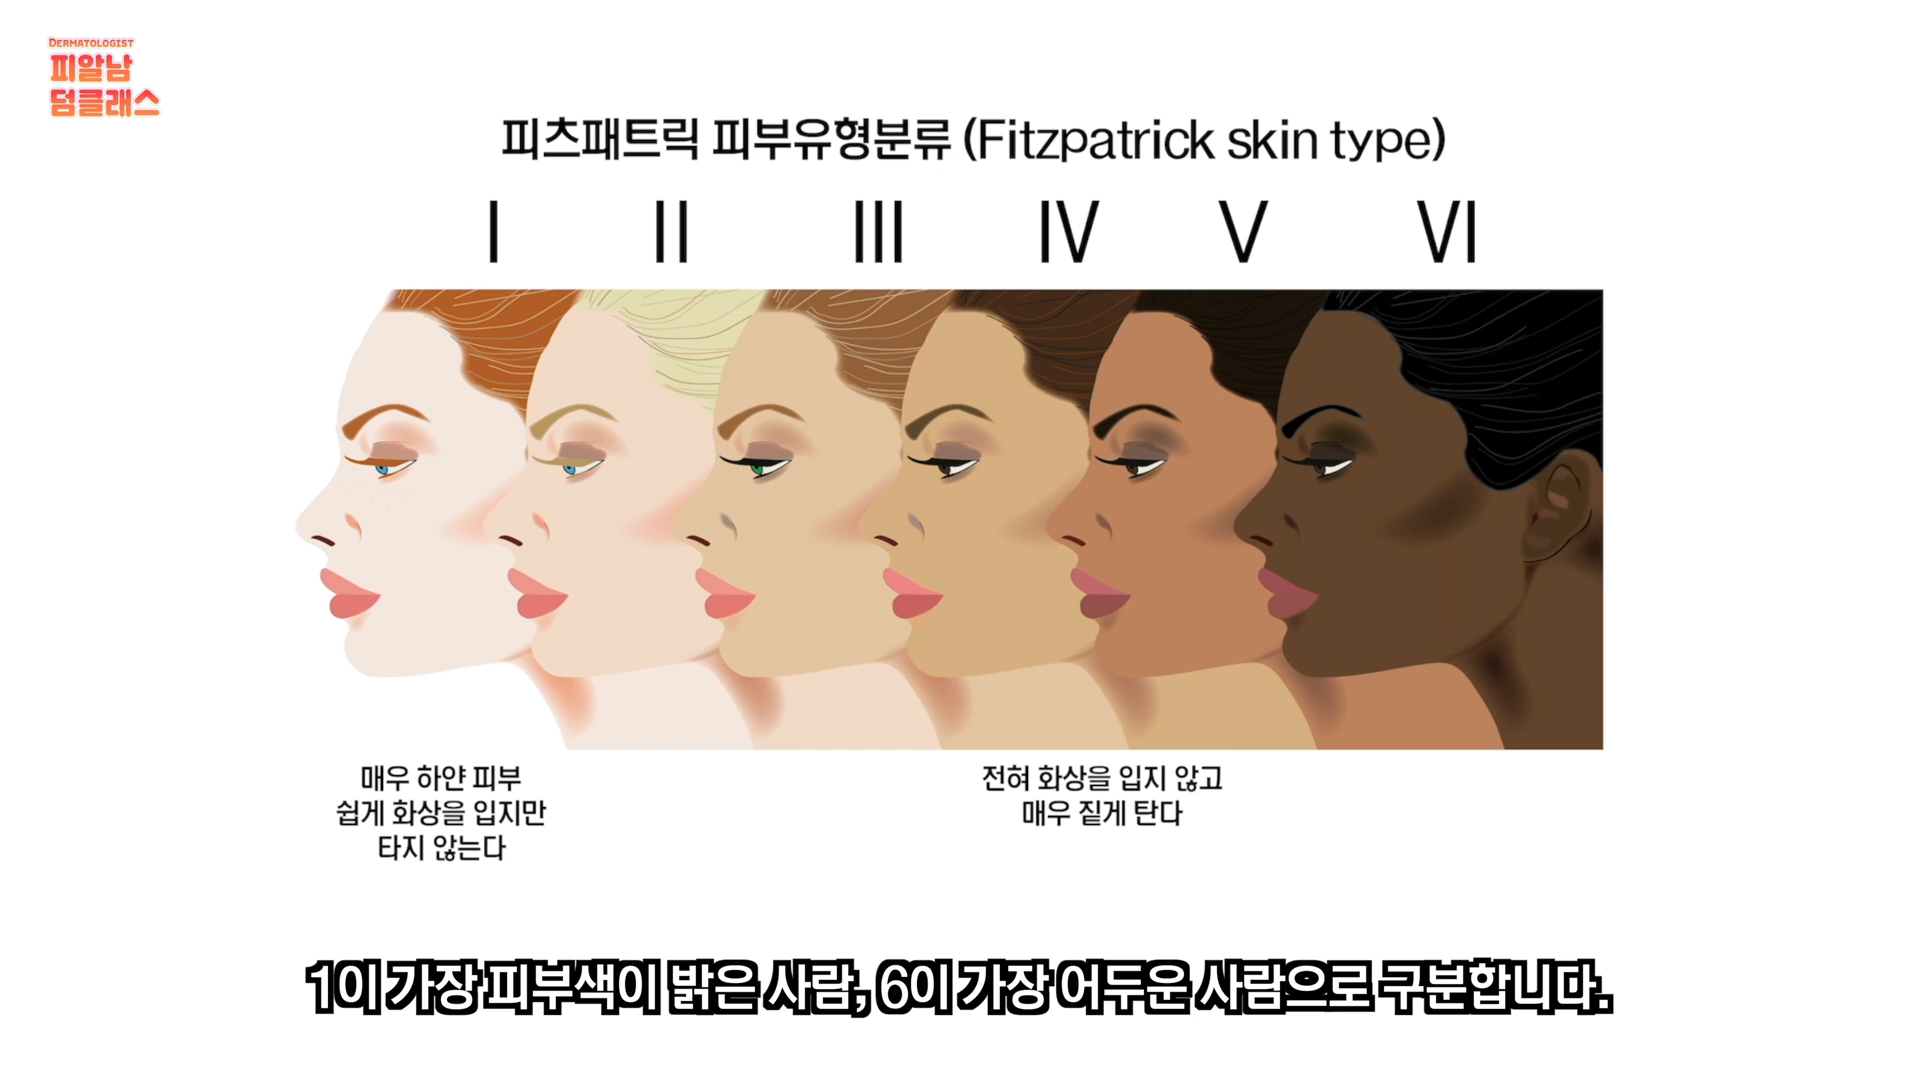 DERMATOLOGIST
피알남
덤클래스
피츠패트릭 피부유형분류 (Fitzpatrick skin type)
I II III IV V VI
매우 하얀 피부
쉽게 화상을 입지만
타지 않는다
전혀 화상을 입지 않고
매우 짙게 탄다
1이 가장 피부색이 밝은 사람, 6이 가장 어두운 사람으로 구분합니다.